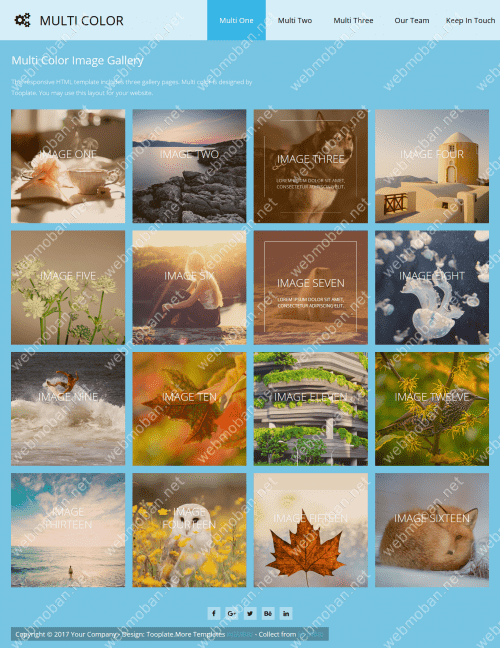 MULTI COLOR
Multi One
Multi Two
Multi Three
Our Team
Keep In Touch
Multi Color Image Gallery
This responsive HTML template includes three gallery pages. Multi color is designed by
Tooplate. You may use this layout for your website.
IMAGE ONE
IMAGE TWO
IMAGE THREE
LOREM IPSUM DOLOR SIT AMET,
CONSECTETUR ADIPISCING ELIT.
IMAGE FOUR
IMAGE FIVE
IMAGE SIX
IMAGE SEVEN
LOREM IPSUM DOLOR SIT AMET,
CONSECTETUR ADIPISCING ELIT.
IMAGE EIGHT
IMAGE NINE
IMAGE TEN
IMAGE ELEVEN
IMAGE TWELVE
IMAGE
THIRTEEN
IMAGE
FOURTEEN
IMAGE FIFTEEN
IMAGE SIXTEEN
f
G+
Bē
in
Copyright © 2017 Your Company - Design: Tooplate.More Templates - Collect from
webmoban.net